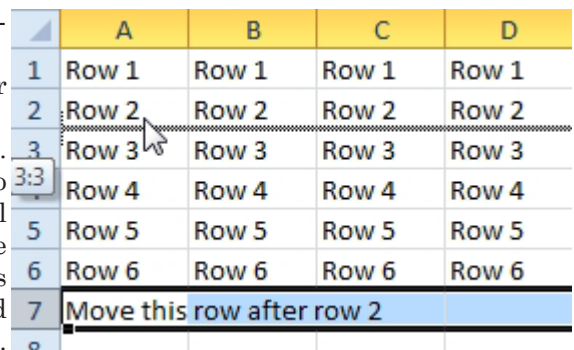 A B C D
1 Row 1 Row 1 Row 1 Row 1
2 Row 2 Row 2 Row 2 Row 2
3 Row 3 Row 3 Row 3 Row 3
3:3
Row 4 Row 4 Row 4 Row 4
5 Row 5 Row 5 Row 5 Row 5
6 Row 6 Row 6 Row 6 Row 6
7 Move this row after row 2